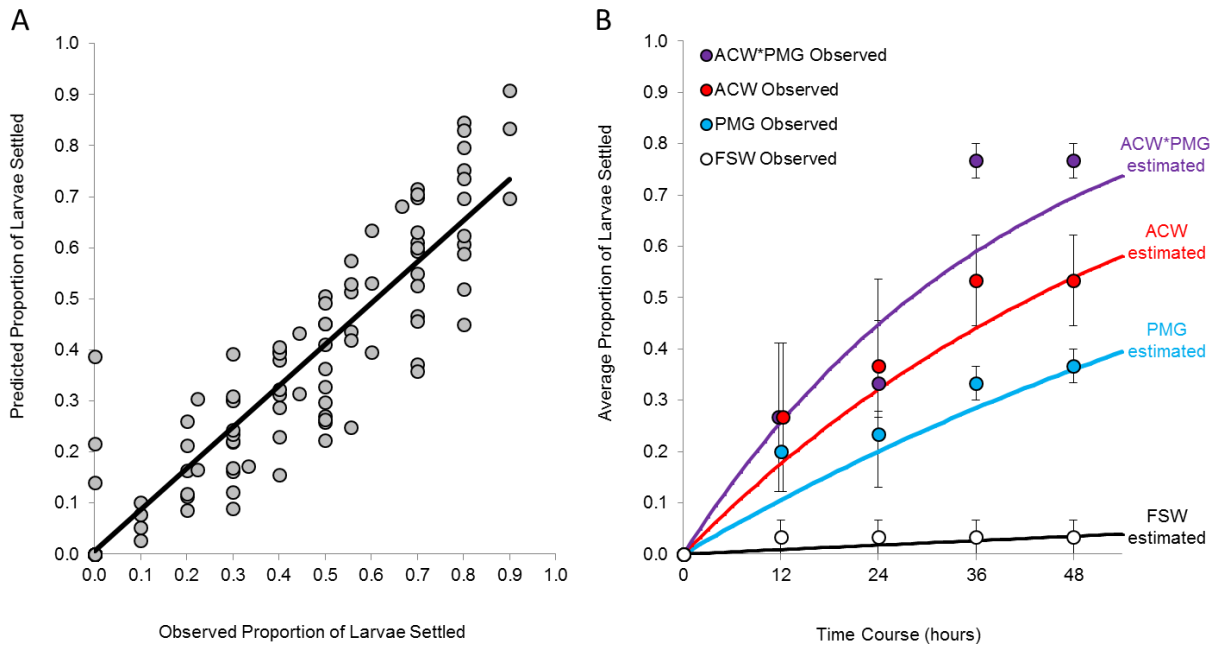 A
Predicted Proportion of Larvae Settled
1.0
0.9
0.8
0.7
0.6
0.5
0.4
0.3
0.2
0.1
0.0
0.0 0.1 0.2 0.3 0.4 0.5 0.6 0.7 0.8 0.9 1.0
Observed Proportion of Larvae Settled
B
Average Proportion of Larvae Settled
1.0
0.9
0.8
0.7
0.6
0.5
0.4
0.3
0.2
0.1
0.0
ACW*PMG Observed
ACW Observed
PMG Observed
FSW Observed
ACW*PMG
estimated
ACW
estimated
PMG
estimated
FSW
estimated
0 12 24 36 48
Time Course (hours)